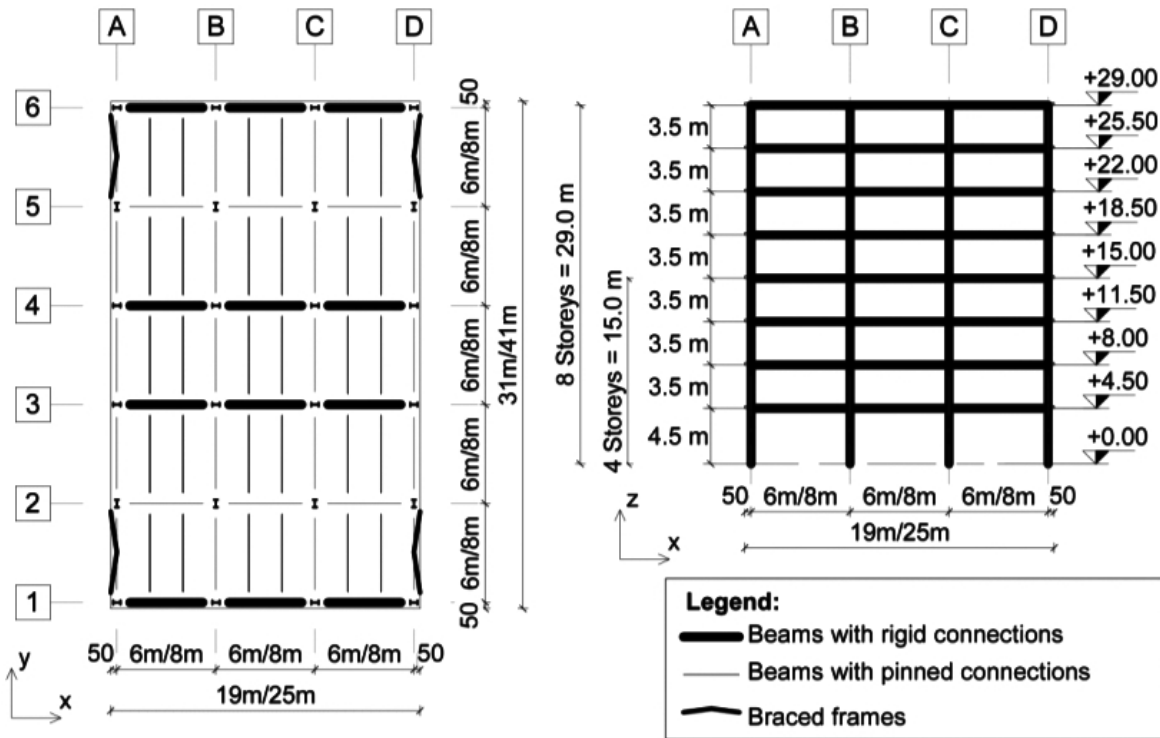 A B C D
6
5
4
3
2
1
50
6m/8m
6m/8m
6m/8m
6m/8m
6m/8m
50
31m/41m
50 6m/8m 6m/8m 6m/8m 50
19m/25m
y
x
A B C D
3.5 m
3.5 m
3.5 m
3.5 m
3.5 m
3.5 m
3.5 m
4.5 m
8 Storeys = 29.0 m
4 Storeys = 15.0 m
+29.00
+25.50
+22.00
+18.50
+15.00
+11.50
+8.00
+4.50
+0.00
50 6m/8m 6m/8m 6m/8m 50
19m/25m
z
x
Legend:
Beams with rigid connections
Beams with pinned connections
Braced frames